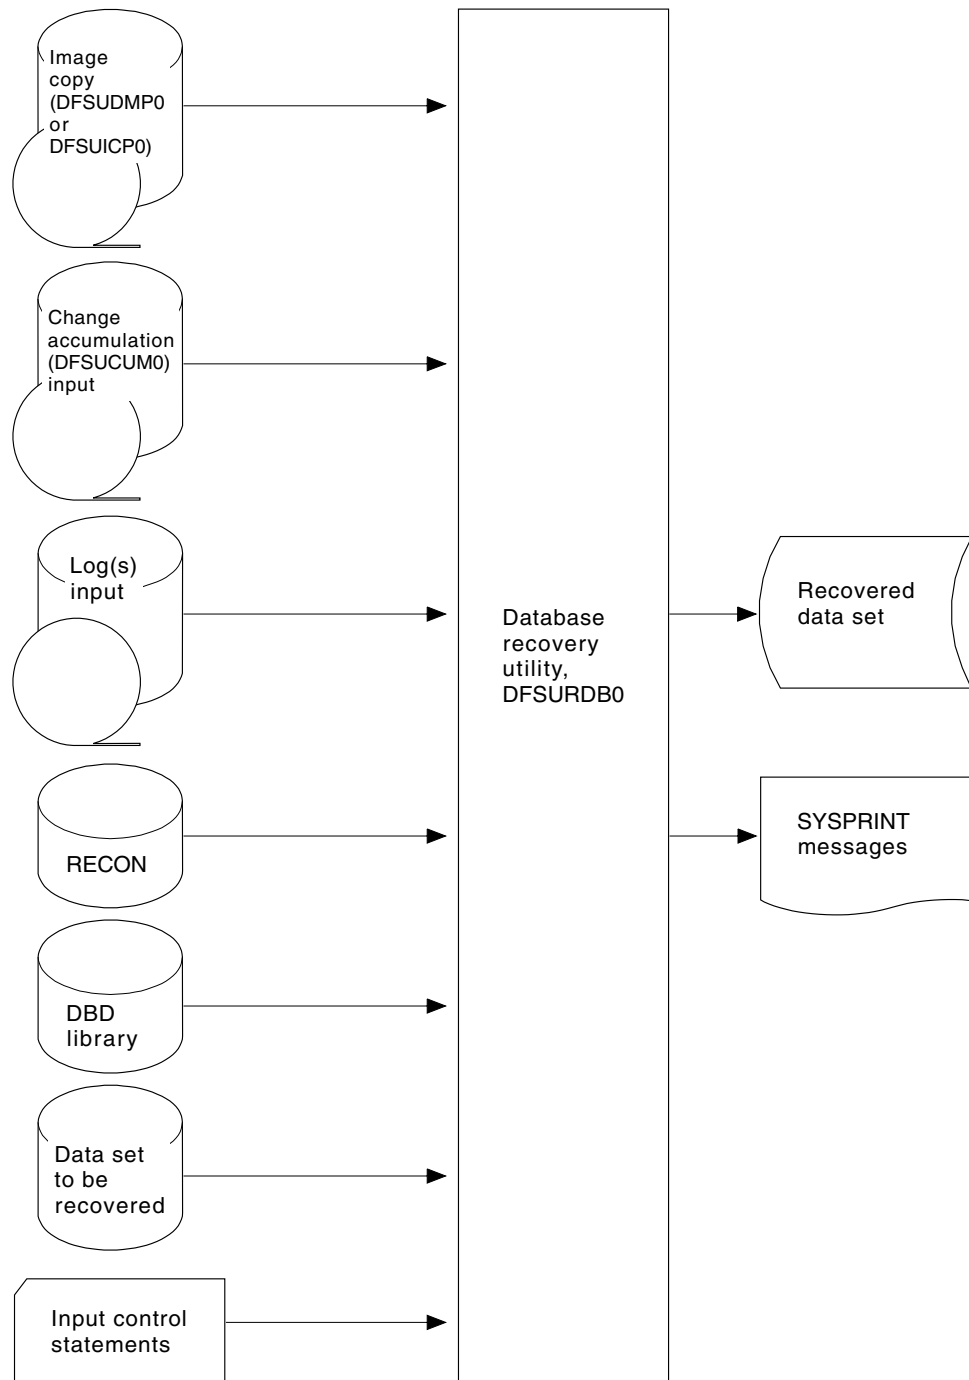 Image
copy
(DFSUDMP0
or
DFSUICP0)
Change
accumulation
(DFSUCUM0)
input
Log(s)
input
RECON
DBD
library
Data set
to be
recovered
Input control
statements
Database
recovery
utility,
DFSURDB0
Recovered
data set
SYSPRINT
messages